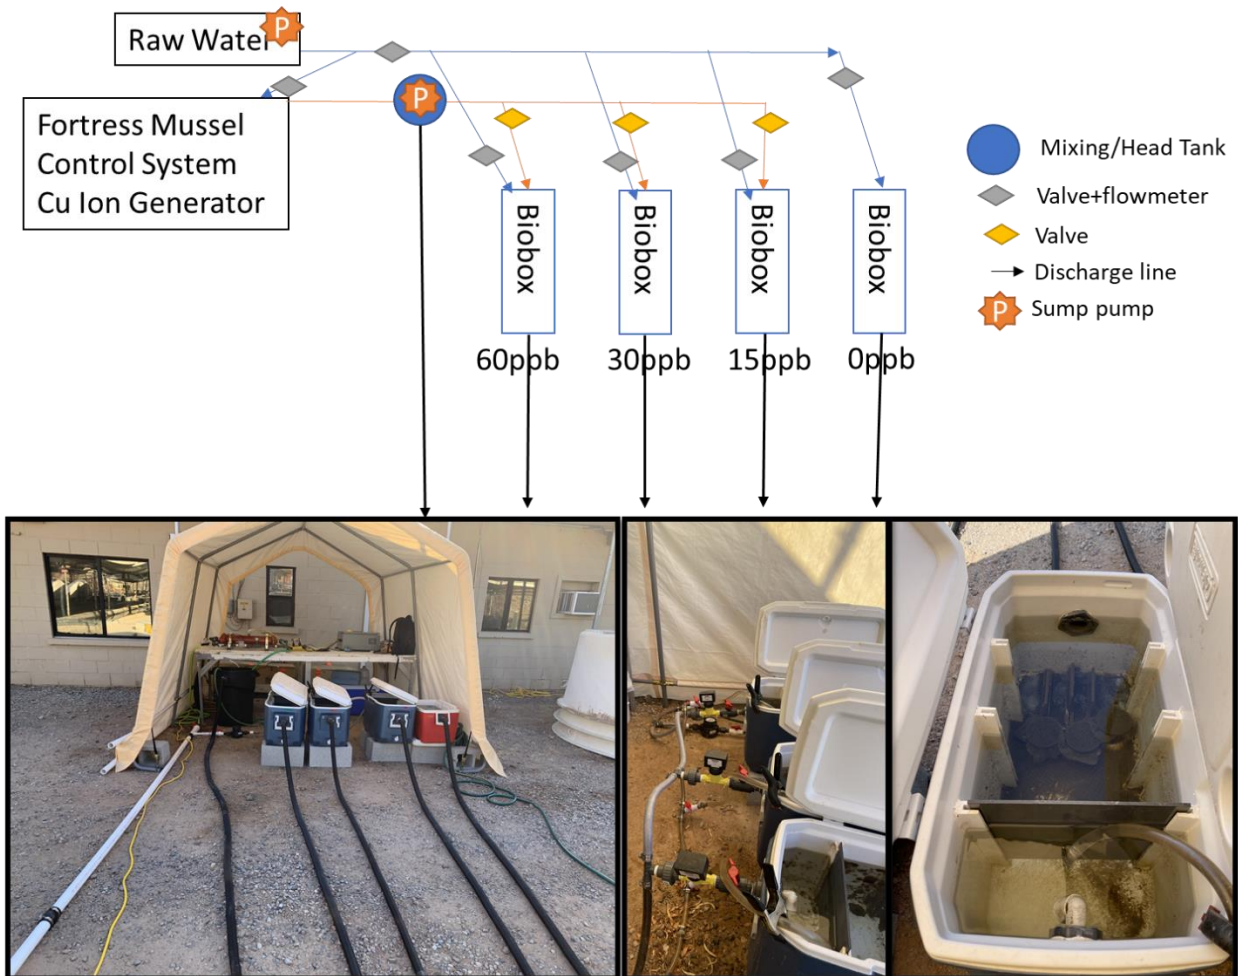 Raw Water
P
P
Fortress Mussel
Control System
Cu Ion Generator
Mixing/Head Tank
Valve+flowmeter
Valve
Discharge line
P
Sump pump
Biobox
Biobox
Biobox
Biobox
60ppb
30ppb
15ppb
0ppb